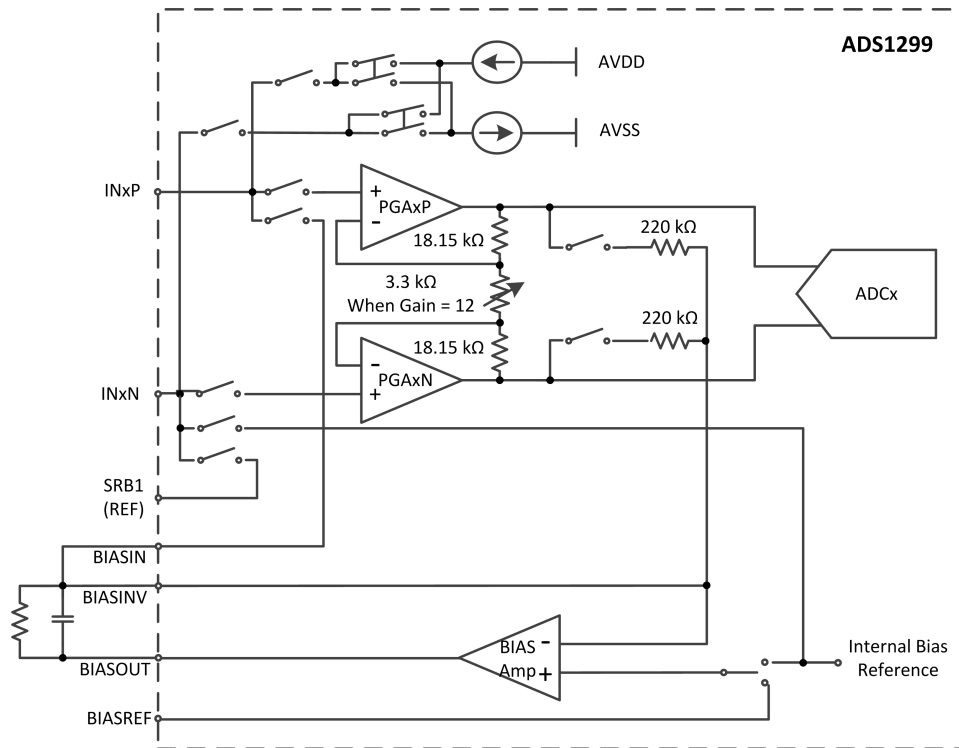 ADS1299
AVDD
AVSS
INxP
+
PGAxP
-
18.15 kΩ
220 kΩ
3.3 kΩ
When Gain = 12
ADCx
220 kΩ
18.15 kΩ
-
PGAxN
+
INxN
SRB1
(REF)
BIASIN
BIASINV
BIAS -
Amp +
BIASOUT
Internal Bias
Reference
BIASREF